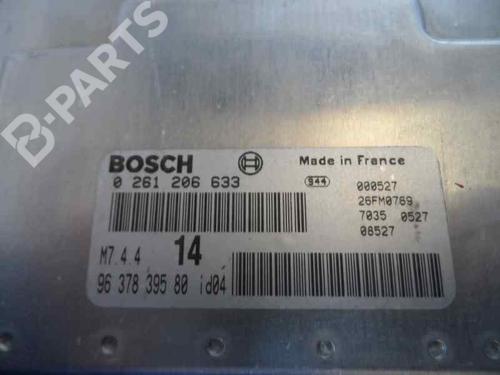 B-PARTS
BOSCH Made in France
0 261 206 633 944 000527
26FM0769
7035 0527
08527
M7.4.4 14
96 378 395 80 id04